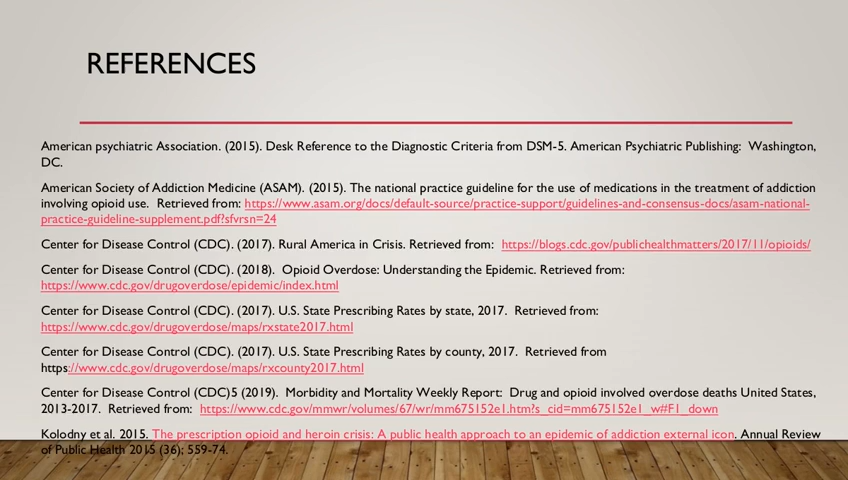 REFERENCES
American psychiatric Association. (2015). Desk Reference to the Diagnostic Criteria from DSM-5. American Psychiatric Publishing:  Washington,
DC.
American Society of Addiction Medicine (ASAM). (2015). The national practice guideline for the use of medications in the treatment of addiction
involving opioid use.  Retrieved from: https://www.asam.org/docs/default-source/practice-support/guidelines-and-consensus-docs/asam-national-
practice-guideline-supplement.pdf?sfvrsn=24
Center for Disease Control (CDC). (2017). Rural America in Crisis. Retrieved from:  https://blogs.cdc.gov/publichealthmatters/2017/11/opioids/
Center for Disease Control (CDC). (2018).  Opioid Overdose: Understanding the Epidemic. Retrieved from:
https://www.cdc.gov/drugoverdose/epidemic/index.html
Center for Disease Control (CDC). (2017). U.S. State Prescribing Rates by state, 2017.  Retrieved from:
https://www.cdc.gov/drugoverdose/maps/rxstate2017.html
Center for Disease Control (CDC). (2017). U.S. State Prescribing Rates by county, 2017.  Retrieved from
https://www.cdc.gov/drugoverdose/maps/rxcounty2017.html
Center for Disease Control (CDC)5 (2019).  Morbidity and Mortality Weekly Report:  Drug and opioid involved overdose deaths United States,
2013-2017.  Retrieved from:  https://www.cdc.gov/mmwr/volumes/67/wr/mm675152e1.htm?s_cid=mm675152e1_w#F1_down
Kolodny et al. 2015. The prescription opioid and heroin crisis: A public health approach to an epidemic of addiction external icon. Annual Review
of Public Health 2015 (36); 559-74.